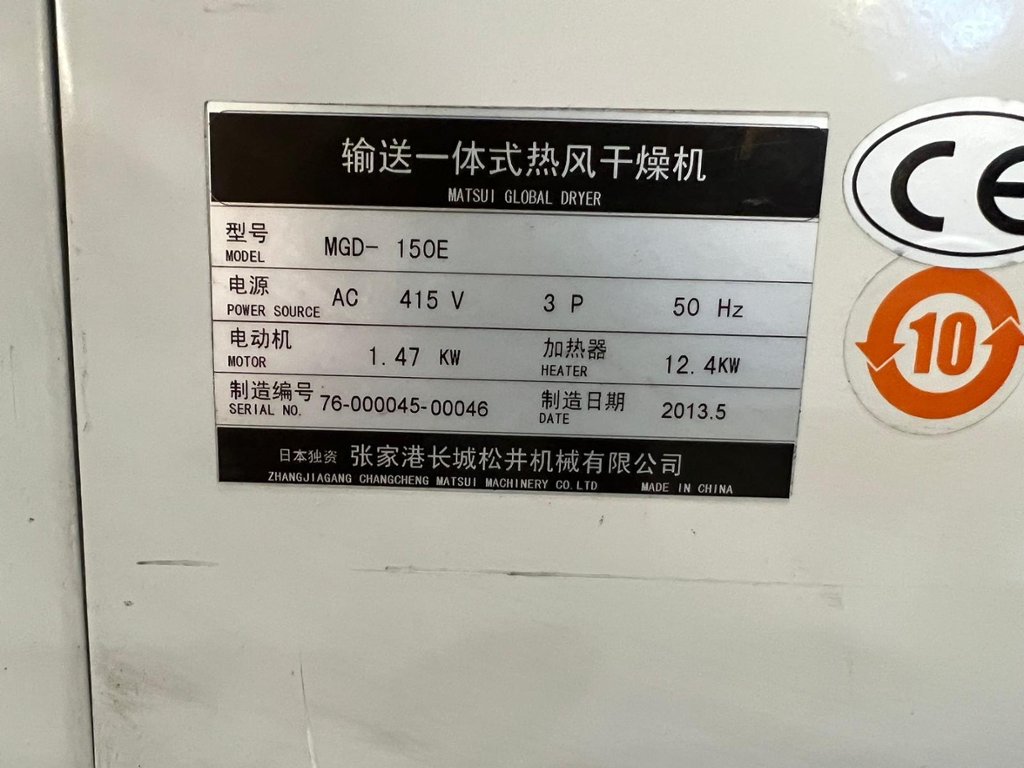 输送一体式热风干燥机
MATSUI GLOBAL DRYER
型号 MGD- 150E
MODEL
电源 AC 415 V 3 P 50 Hz
POWER SOURCE
电动机 1.47 KW 加热器 12.4KW
MOTOR HEATER
制造编号 76-000045-00046 制造日期 2013.5
SERIAL NO. DATE
日本独资 张家港长城松井机械有限公司
ZHANGJIAGANG CHANGCHENG MATSUI MACHINERY CO.LTD MADE IN CHINA
CE
10